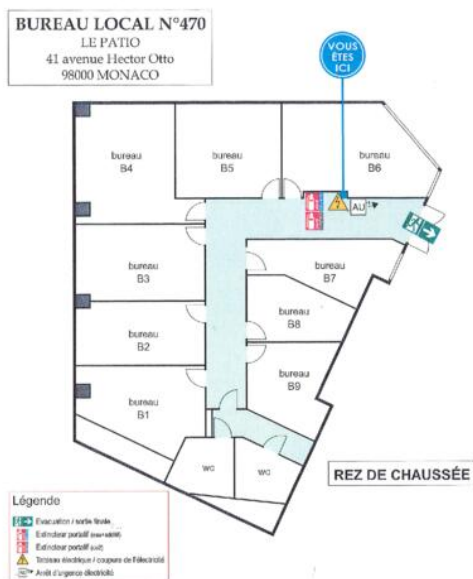 BUREAU LOCAL N°470
LE PATIO
41 avenue Hector Otto
98000 MONACO
VOUS
ÊTES
ICI
bureau
B4
bureau
B5
bureau
B6
AU
bureau
B3
bureau
B7
bureau
B2
bureau
B8
bureau
B1
bureau
B9
wc
wc
REZ DE CHAUSSÉE
Légende
Evacuation / sortie finale
Extincteur portatif
Extincteur portatif
Tableau électrique / coupure de l'électricité
Arrêt d'urgence électricité